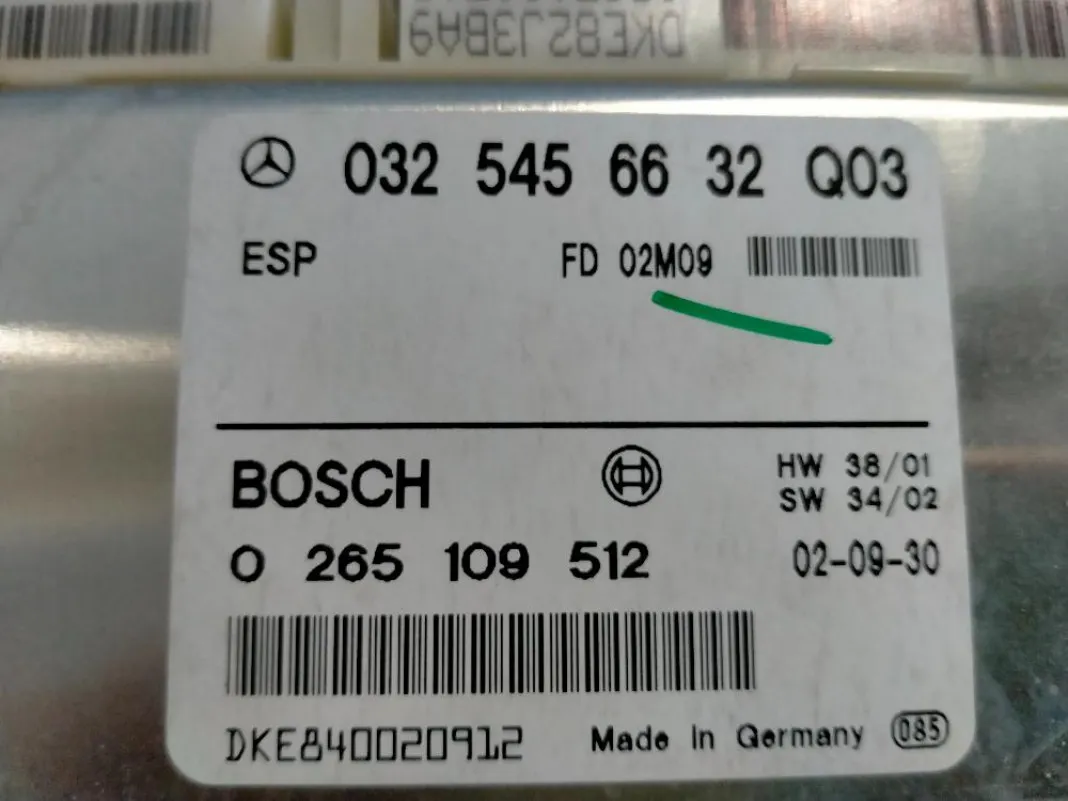 DKE82J3BA9
032 545 66 32 Q03
ESP FD 02M09
BOSCH HW 38/01
SW 34/02
0 265 109 512 02-09-30
DKE840020912 Made in Germany 085